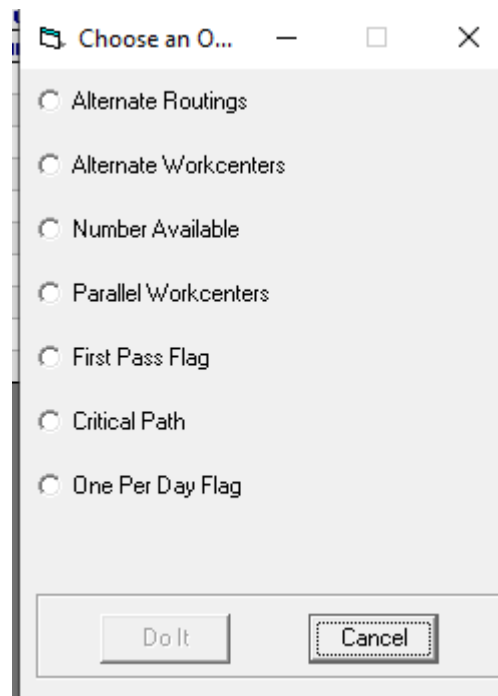 Choose an O...
Alternate Routings
Alternate Workcenters
Number Available
Parallel Workcenters
First Pass Flag
Critical Path
One Per Day Flag
Do It
Cancel